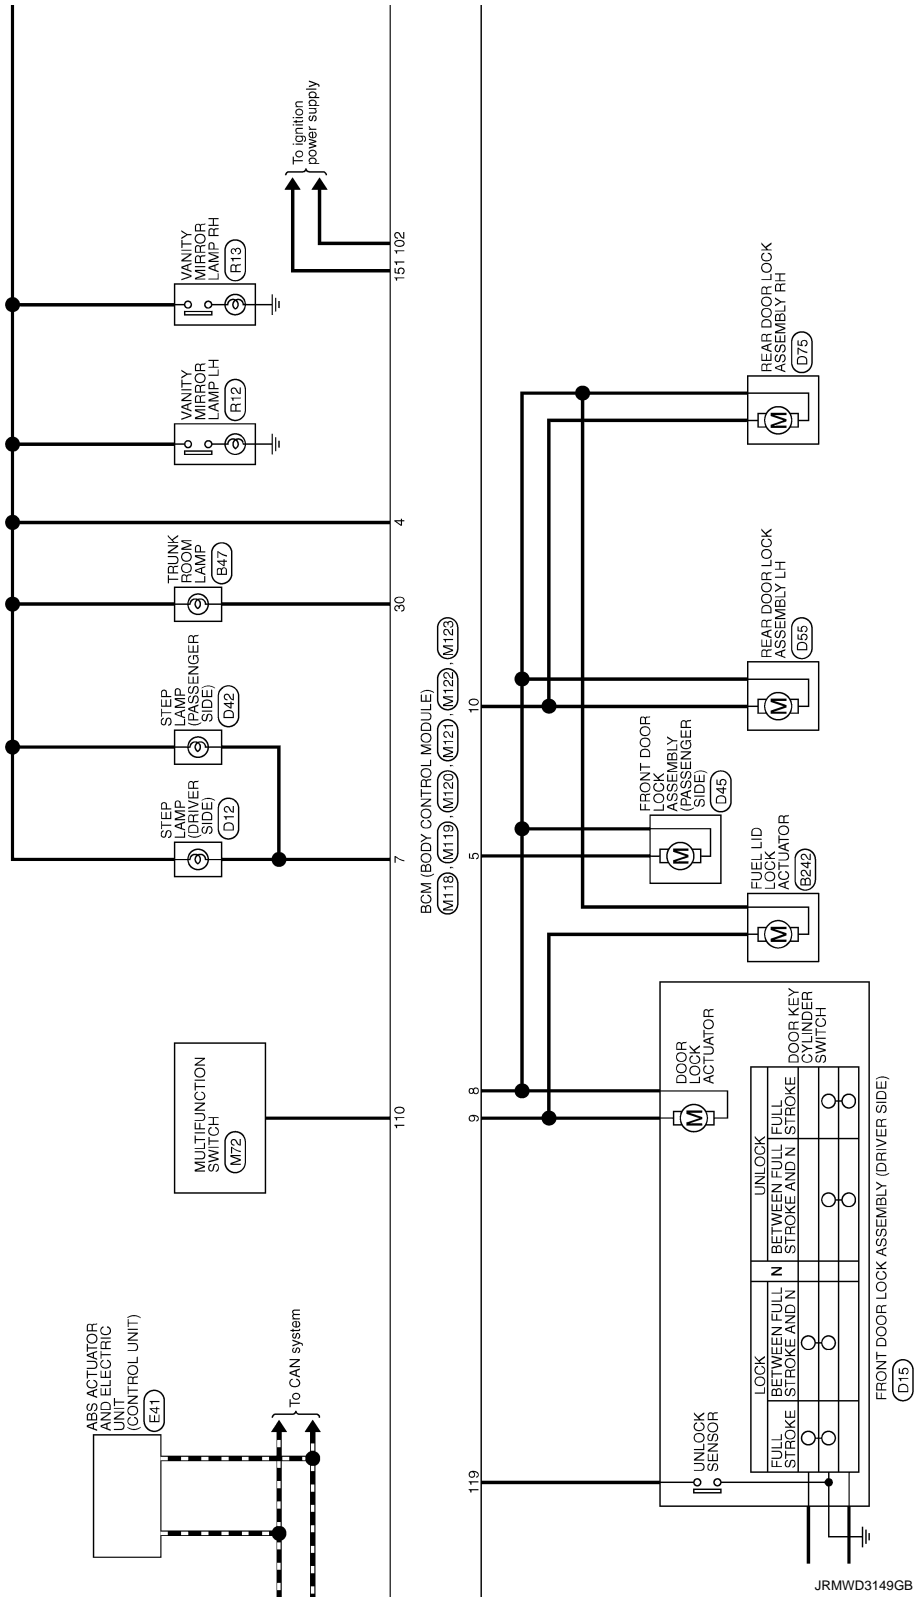 To ignition
power supply
VANITY
MIRROR
LAMP RH
R13
151 102
VANITY
MIRROR
LAMP LH
R12
4
TRUNK
ROOM
LAMP
B47
30
STEP
LAMP
(PASSENGER
SIDE)
D42
STEP
LAMP
(DRIVER
SIDE)
D12
7
BCM (BODY CONTROL MODULE)
M118 , M119 , M120 , M121 , M122 , M123
REAR DOOR LOCK
ASSEMBLY RH
D75
M
REAR DOOR LOCK
ASSEMBLY LH
D55
M
10
FRONT DOOR
LOCK
ASSEMBLY
(PASSENGER
SIDE)
D45
M
5
FUEL LID
LOCK
ACTUATOR
B242
M
MULTIFUNCTION
SWITCH
M72
110
8
9
DOOR
LOCK
ACTUATOR
M
DOOR KEY
CYLINDER
SWITCH
UNLOCK
FULL
STROKE
BETWEEN FULL
STROKE AND N
N
LOCK
BETWEEN FULL
STROKE AND N
FULL
STROKE
FRONT DOOR LOCK ASSEMBLY (DRIVER SIDE)
D15
UNLOCK
SENSOR
119
ABS ACTUATOR
AND ELECTRIC
UNIT
(CONTROL UNIT)
E41
To CAN system
JRMWD3149GB